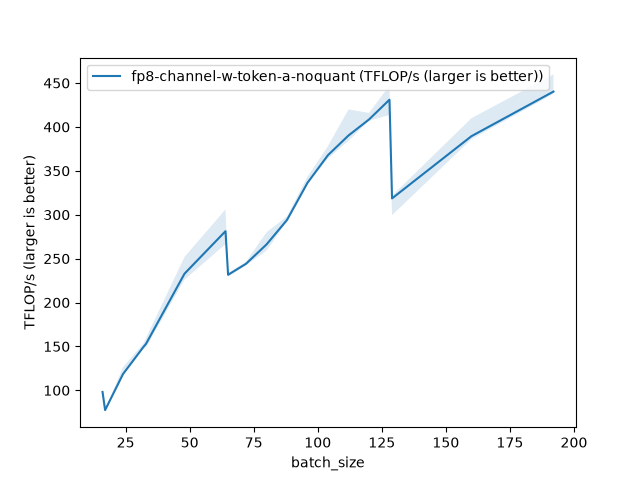 fp8-channel-w-token-a-noquant (TFLOP/s (larger is better))
TFLOP/s (larger is better)
450
400
350
300
250
200
150
100
25 50 75 100 125 150 175 200
batch_size